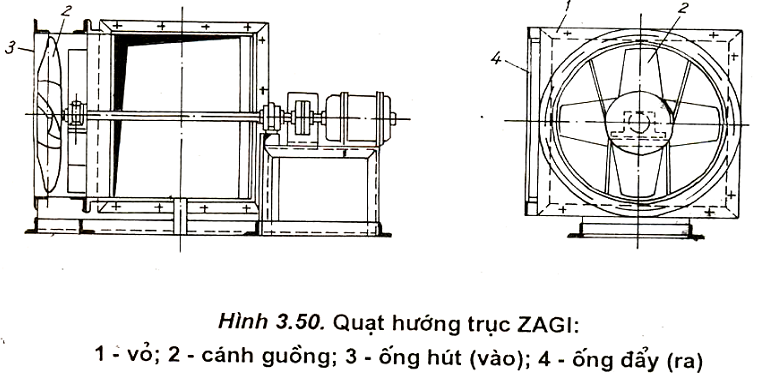 3 2 1 2
4
Hình 3.50. Quạt hướng trục ZAGI:
1 - vỏ; 2 - cánh guồng; 3 - ống hút (vào); 4 - ống đẩy (ra)